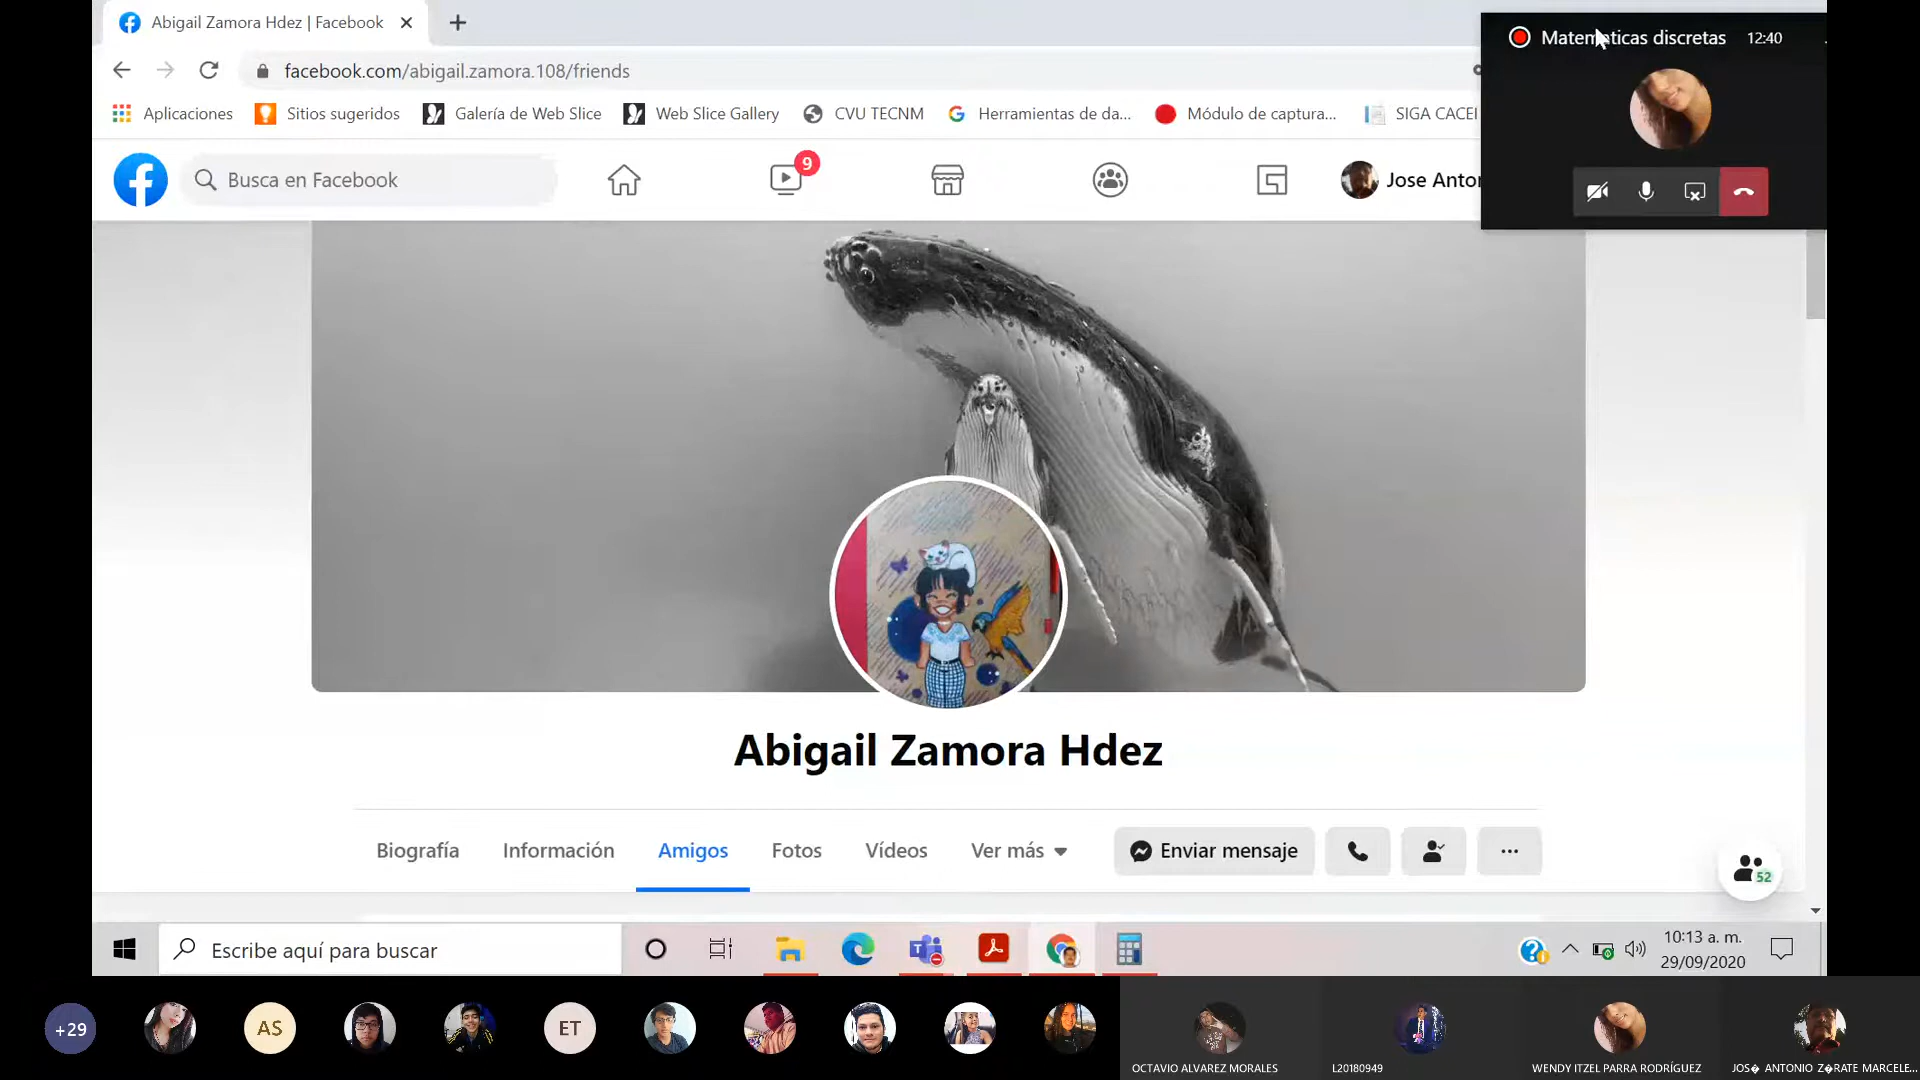 Abigail Zamora Hdez | Facebook
Matematicas discretas 12:40
facebook.com/abigail.zamora.108/friends
Aplicaciones Sitios sugeridos Galería de Web Slice Web Slice Gallery CVU TECNM Herramientas de da... Módulo de captura... SIGA CACEI
Busca en Facebook 9 Jose Anto
Abigail Zamora Hdez
Biografía Información Amigos Fotos Vídeos Ver más Enviar mensaje ...
52
Escribe aquí para buscar
10:13 a. m.
29/09/2020
+29 AS ET
OCTAVIO ALVAREZ MORALES L20180949 WENDY ITZEL PARRA RODRÍGUEZ JOS� ANTONIO Z�RATE MARCELE...